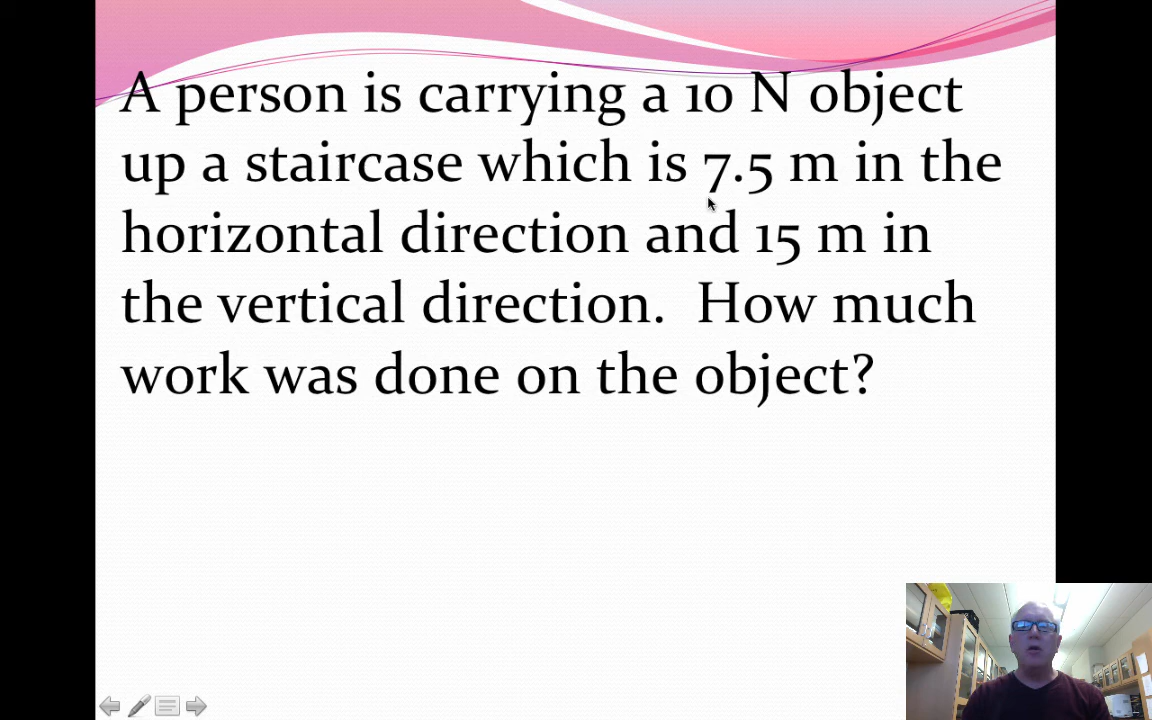 A person is carrying a 10 N object
up a staircase which is 7.5 m in the
horizontal direction and 15 m in
the vertical direction.  How much
work was done on the object?